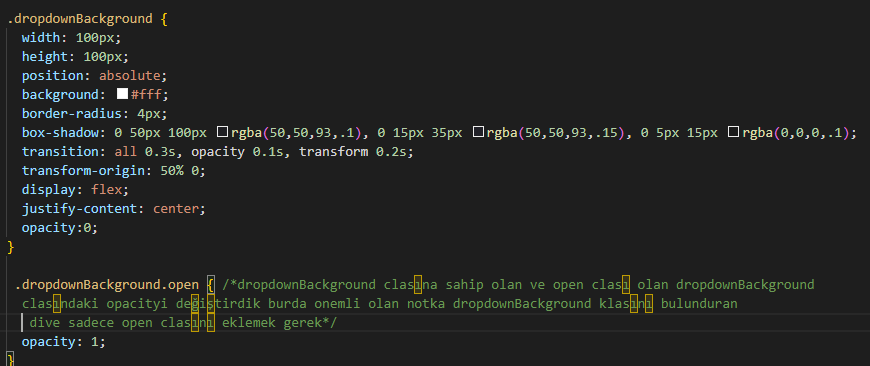 .dropdownBackground {
width: 100px;
height: 100px;
position: absolute;
background: #fff;
border-radius: 4px;
box-shadow: 0 50px 100px rgba(50,50,93,.1), 0 15px 35px rgba(50,50,93,.15), 0 5px 15px rgba(0,0,0,.1);
transition: all 0.3s, opacity 0.1s, transform 0.2s;
transform-origin: 50% 0;
display: flex;
justify-content: center;
opacity:0;
}
.dropdownBackground.open { /*dropdownBackground clasına sahip olan ve open clası olan dropdownBackground
clasındaki opacityi değiştirdik burda onemli olan notka dropdownBackground klasını bulunduran
dive sadece open clasını eklemek gerek*/
opacity: 1;
}